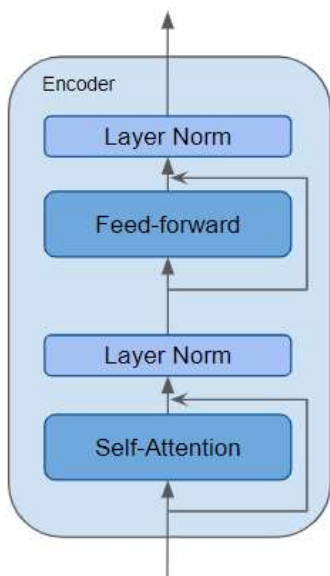 Encoder
Layer Norm
Feed-forward
Layer Norm
Self-Attention